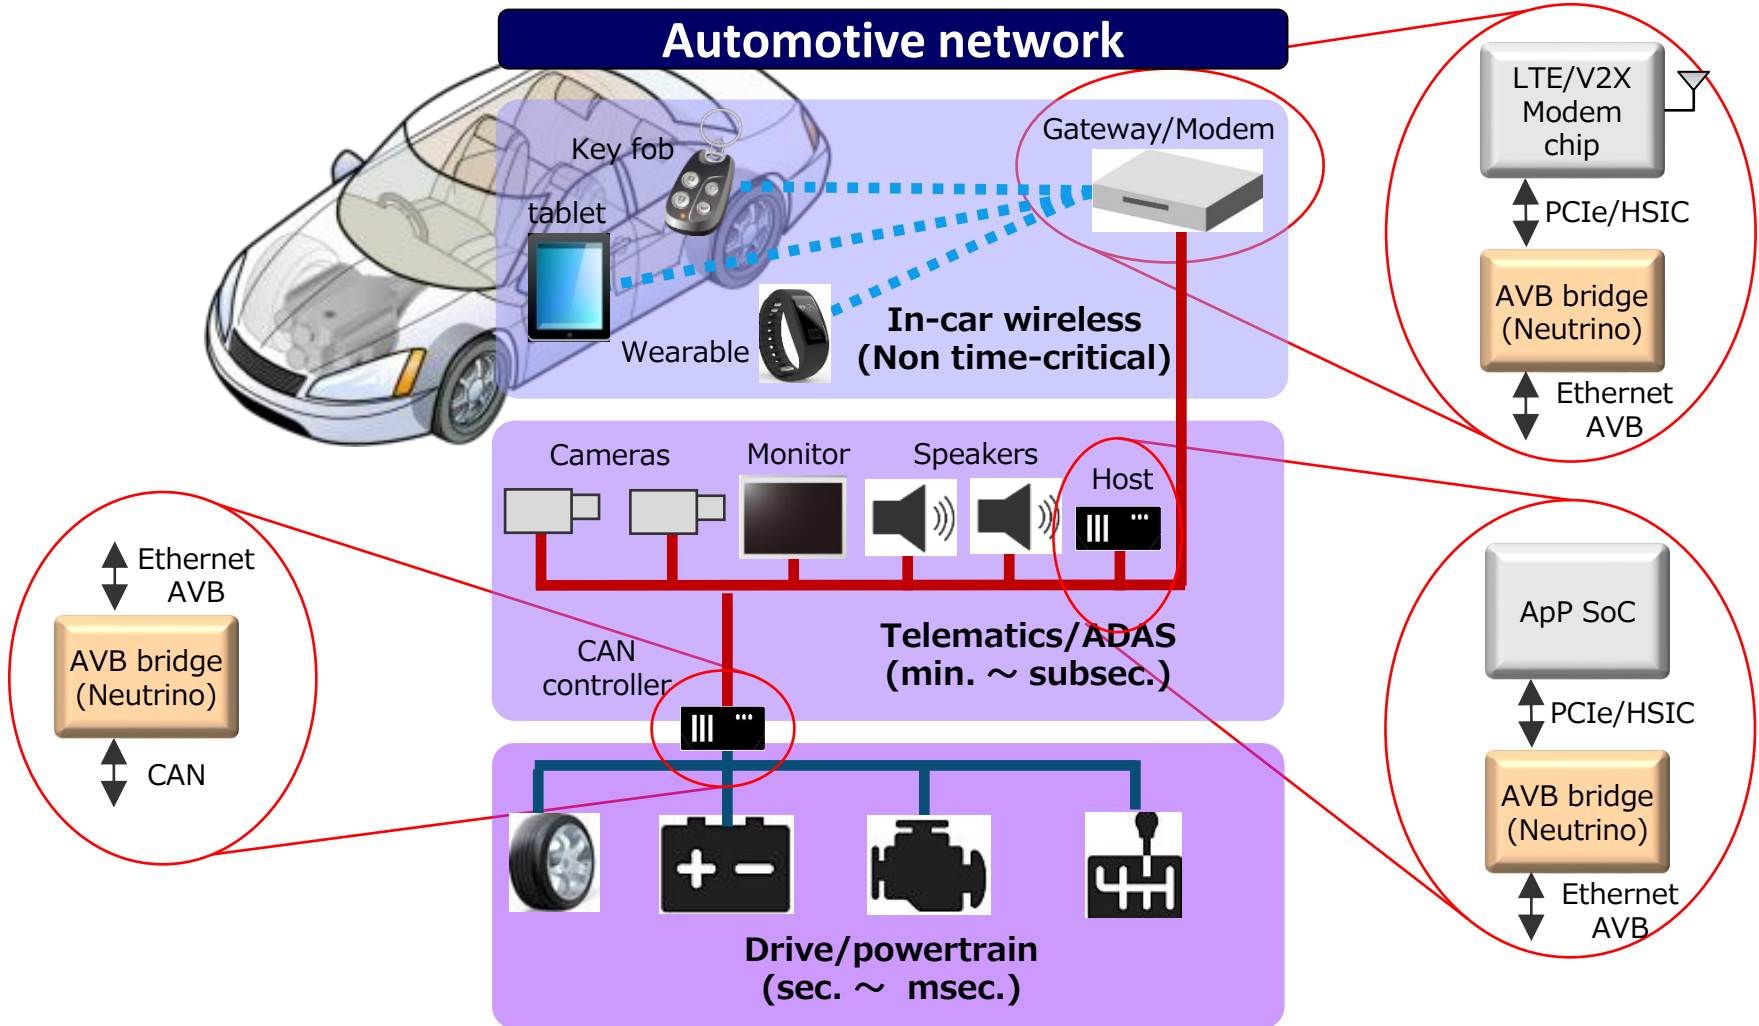 Automotive network
Key fob
tablet
Wearable
Gateway/Modem
In-car wireless
(Non time-critical)
LTE/V2X
Modem
chip
PCIe/HSIC
AVB bridge
(Neutrino)
Ethernet
AVB
Cameras
Monitor
Speakers
Host
CAN
controller
Telematics/ADAS
(min. ～ subsec.)
Ethernet
AVB
AVB bridge
(Neutrino)
CAN
ApP SoC
PCIe/HSIC
AVB bridge
(Neutrino)
Ethernet
AVB
Drive/powertrain
(sec. ～ msec.)